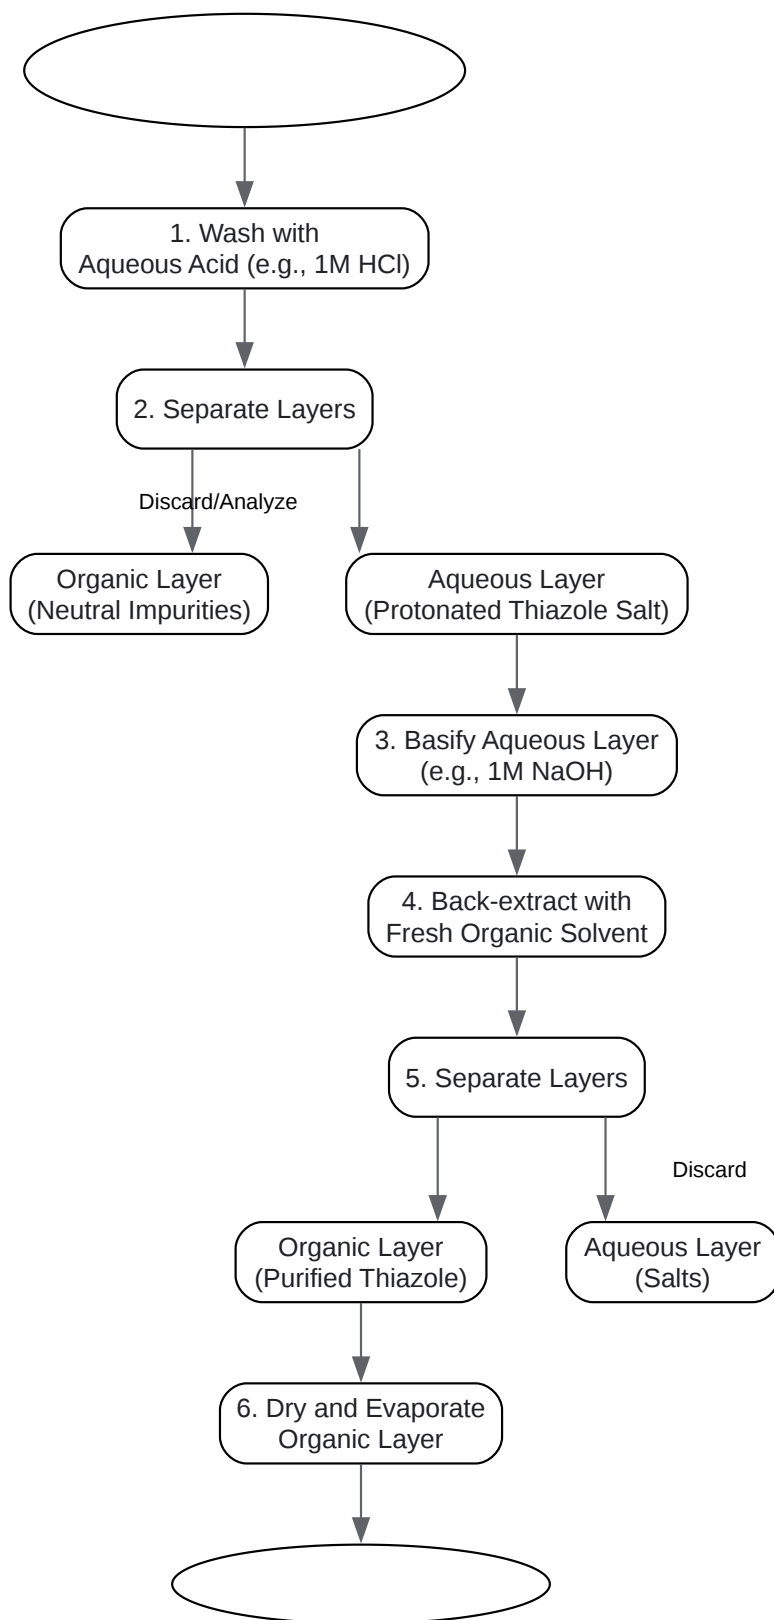 1. Wash with
Aqueous Acid (e.g., 1M HCl)
2. Separate Layers
Discard/Analyze
Organic Layer
(Neutral Impurities)
Aqueous Layer
(Protonated Thiazole Salt)
3. Basify Aqueous Layer
(e.g., 1M NaOH)
4. Back-extract with
Fresh Organic Solvent
5. Separate Layers
Discard
Organic Layer
(Purified Thiazole)
Aqueous Layer
(Salts)
6. Dry and Evaporate
Organic Layer